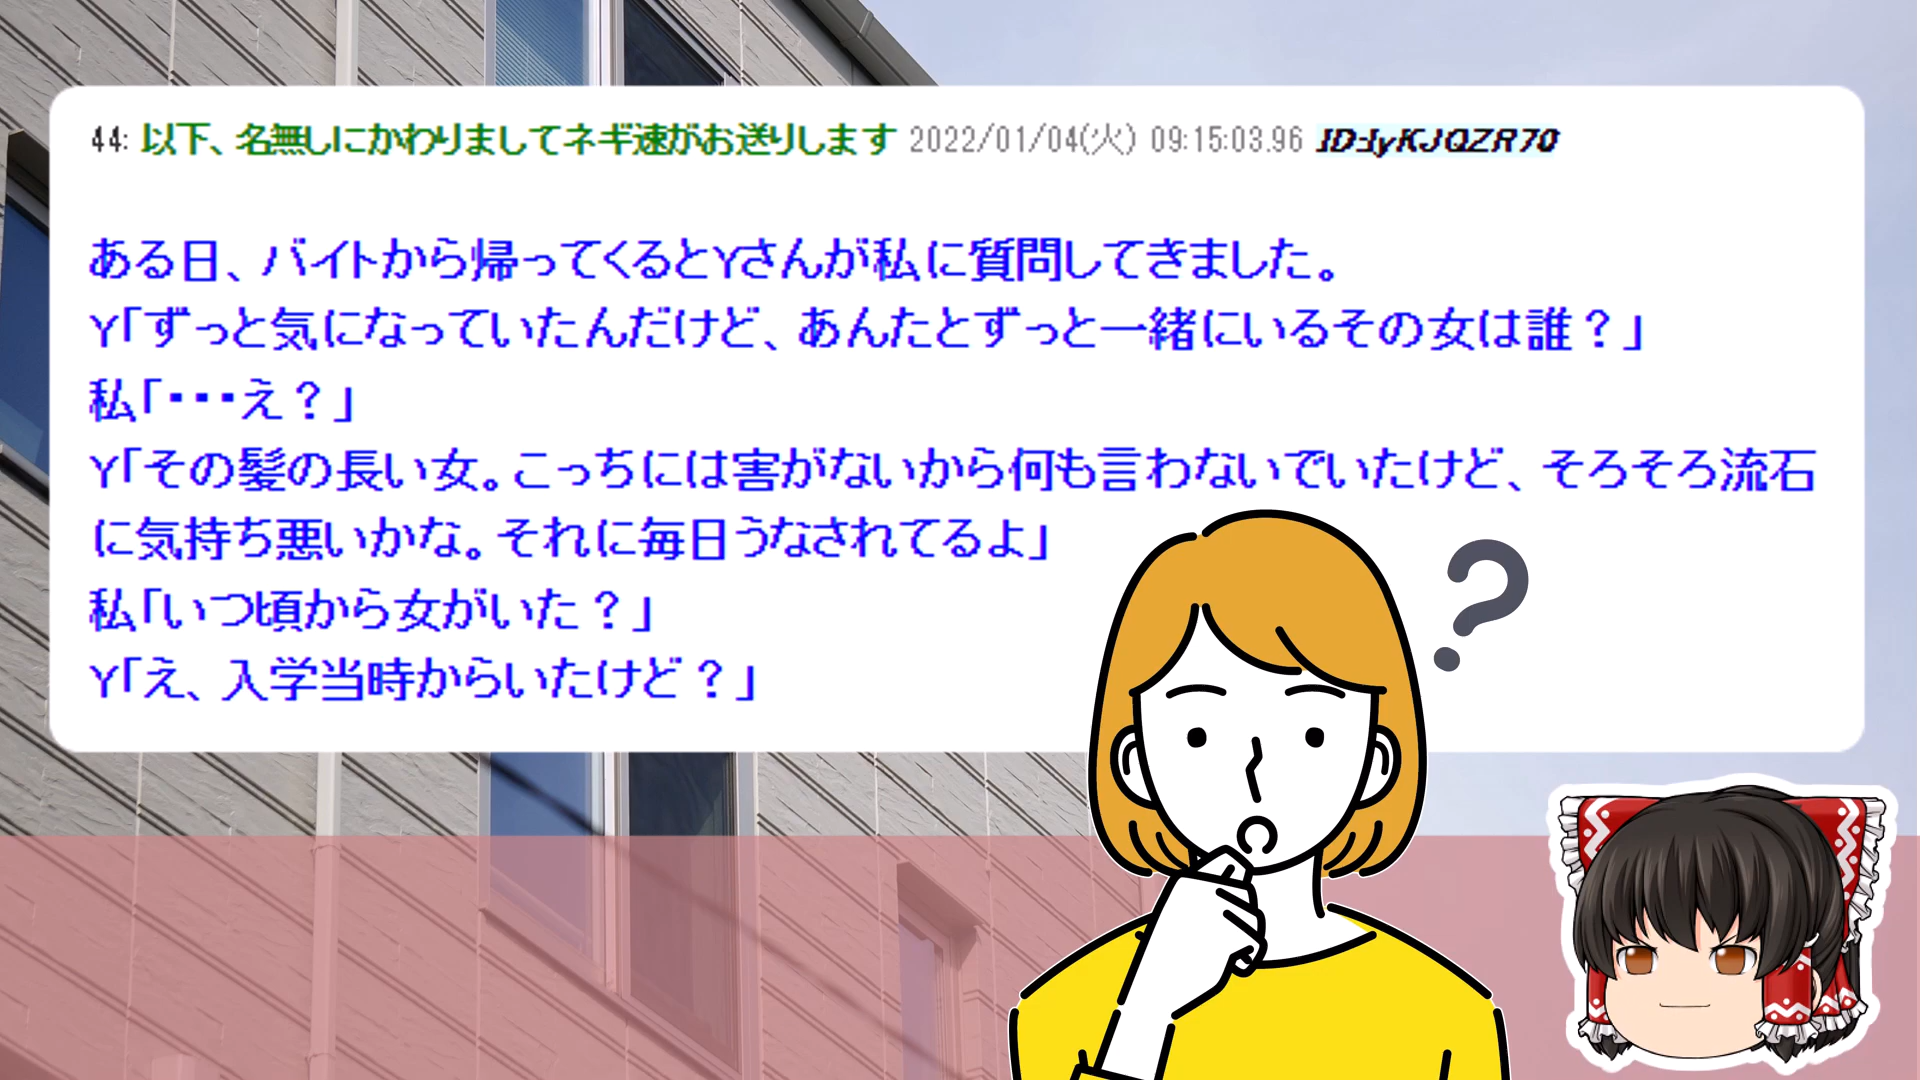 44: 以下、名無しにかわりましてネギ速がお送りします 2022/01/04(火) 09:15:03.96 ID:fyKJQZR70
ある日、バイトから帰ってくるとYさんが私に質問してきました。
Y「ずっと気になっていたんだけど、あんたとずっと一緒にいるその女は誰？」
私「・・・え？」
Y「その髪の長い女。こっちには害がないから何も言わないでいたけど、そろそろ流石
に気持ち悪いかな。それに毎日うなされてるよ」
私「いつ頃から女がいた？」
Y「え、入学当時からいたけど？」
?